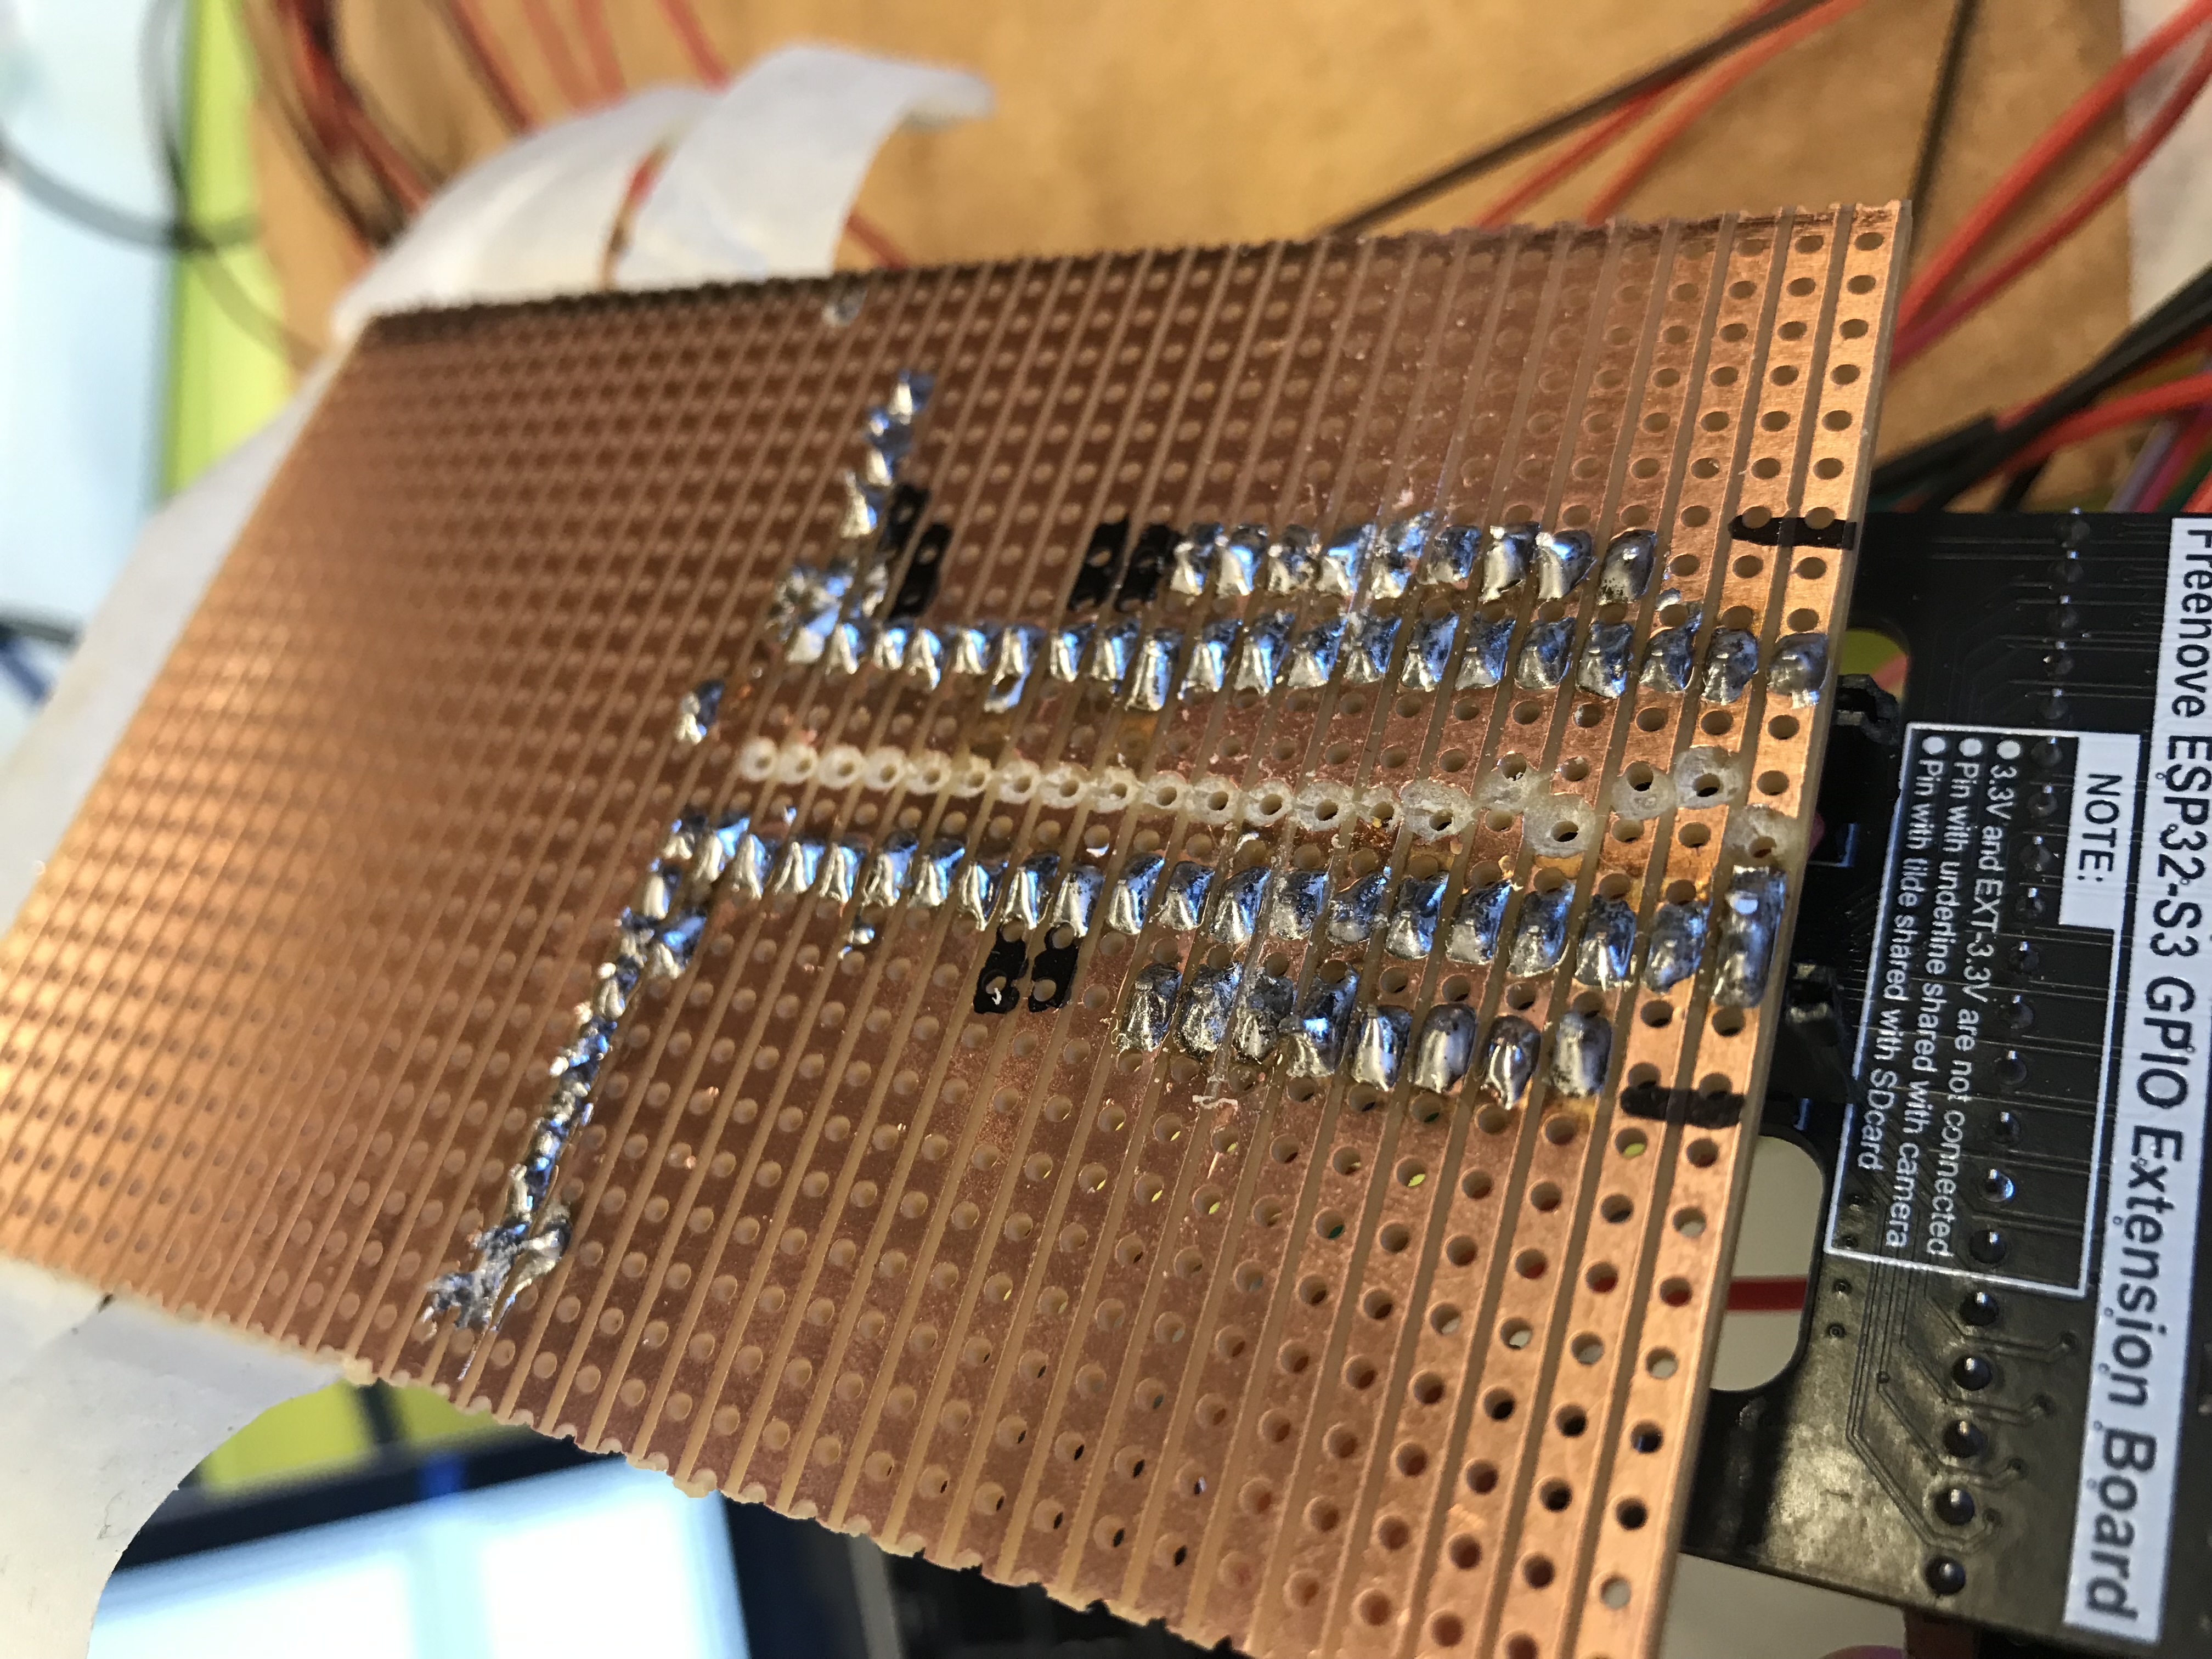 Freenove ESP32-S3 GPIO Extension Board
NOTE:
● 3.3V and EXT-3.3V are not connected
● Pin with underline shared with camera
● Pin with tilde shared with SDcard